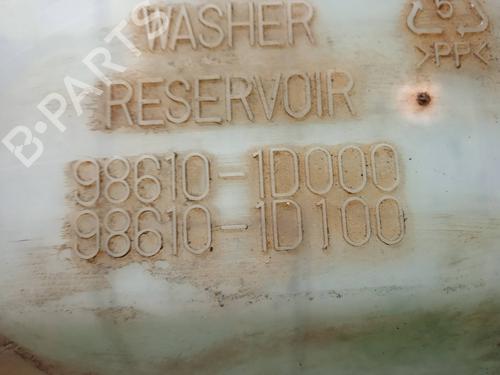 WASHER
RESERVOIR
98610-1D000
98610-1D100
5
>PP<
B-PARTS